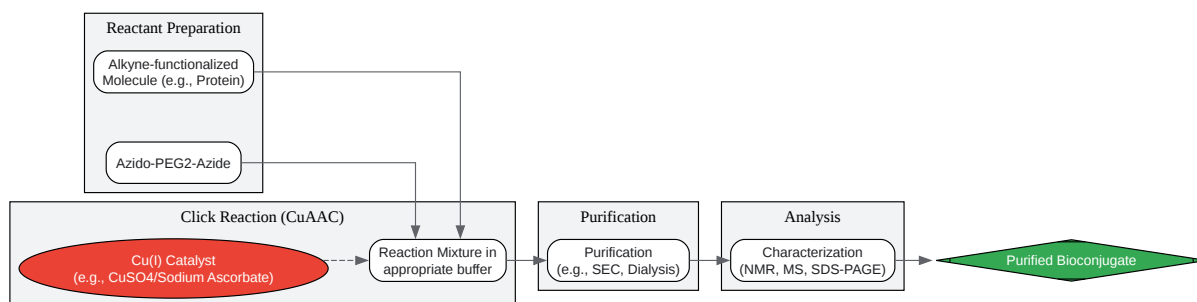 Reactant Preparation
Alkyne-functionalized
Molecule (e.g., Protein)
Azido-PEG2-Azide
Click Reaction (CuAAC)
Cu(I) Catalyst
(e.g., CuSO4/Sodium Ascorbate)
Reaction Mixture in
appropriate buffer
Purification
Purification
(e.g., SEC, Dialysis)
Analysis
Characterization
(NMR, MS, SDS-PAGE)
Purified Bioconjugate